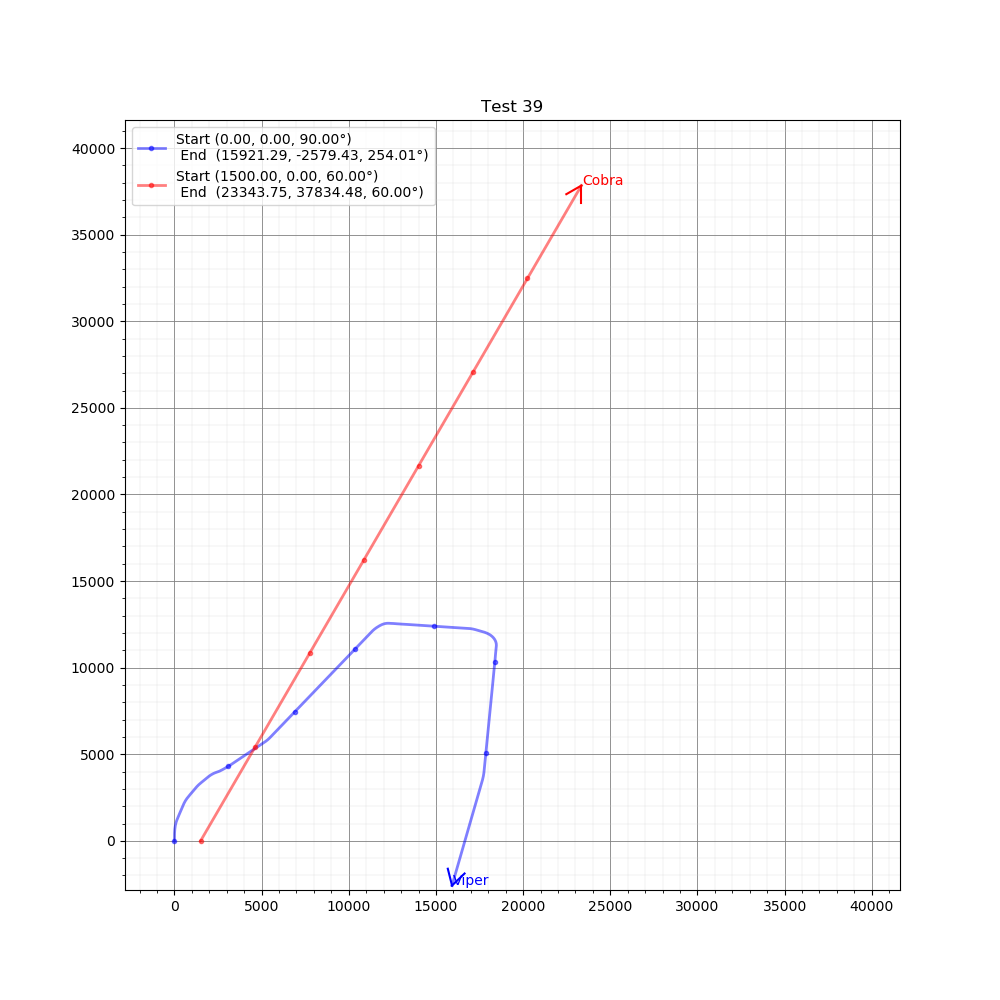 Test 39
Start (0.00, 0.00, 90.00°)
End (15921.29, -2579.43, 254.01°)
Start (1500.00, 0.00, 60.00°)
End (23343.75, 37834.48, 60.00°)
Cobra
Viper
40000
35000
30000
25000
20000
15000
10000
5000
0
0 5000 10000 15000 20000 25000 30000 35000 40000